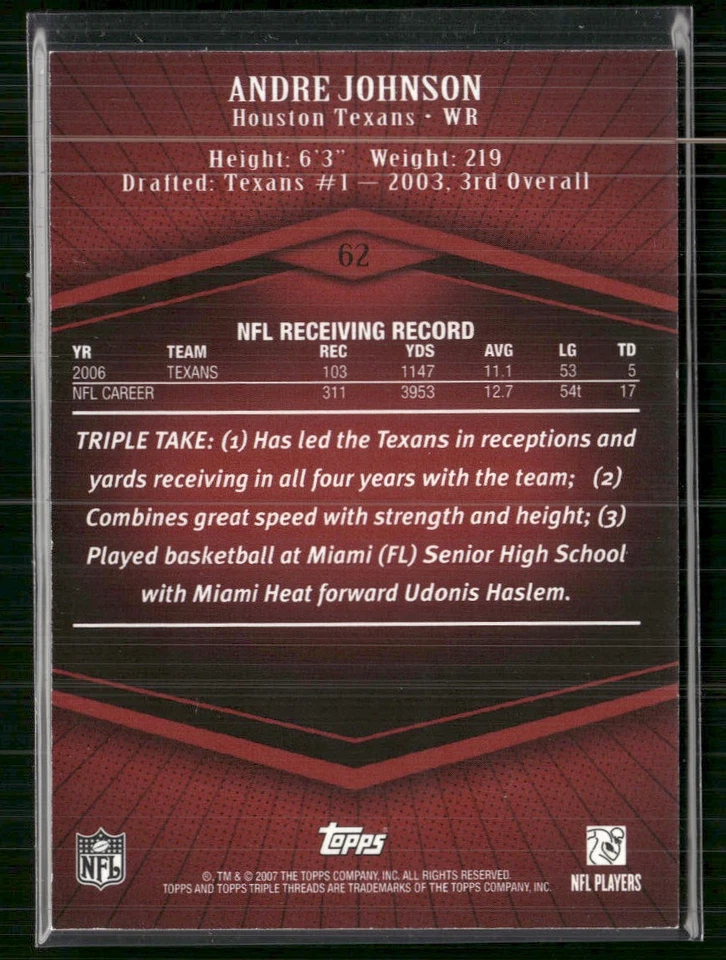 ANDRE JOHNSON
Houston Texans • WR
Height: 6'3" Weight: 219
Drafted: Texans #1 — 2003, 3rd Overall
62
NFL RECEIVING RECORD
YR TEAM REC YDS AVG LG TD
2006 TEXANS 103 1147 11.1 53 5
NFL CAREER 311 3953 12.7 54t 17
TRIPLE TAKE: (1) Has led the Texans in receptions and
yards receiving in all four years with the team; (2)
Combines great speed with strength and height; (3)
Played basketball at Miami (FL) Senior High School
with Miami Heat forward Udonis Haslem.
NFL
Topps
NFL PLAYERS
®, TM & © 2007 THE TOPPS COMPANY, INC. ALL RIGHTS RESERVED.
TOPPS AND TOPPS TRIPLE THREADS ARE TRADEMARKS OF THE TOPPS COMPANY, INC.